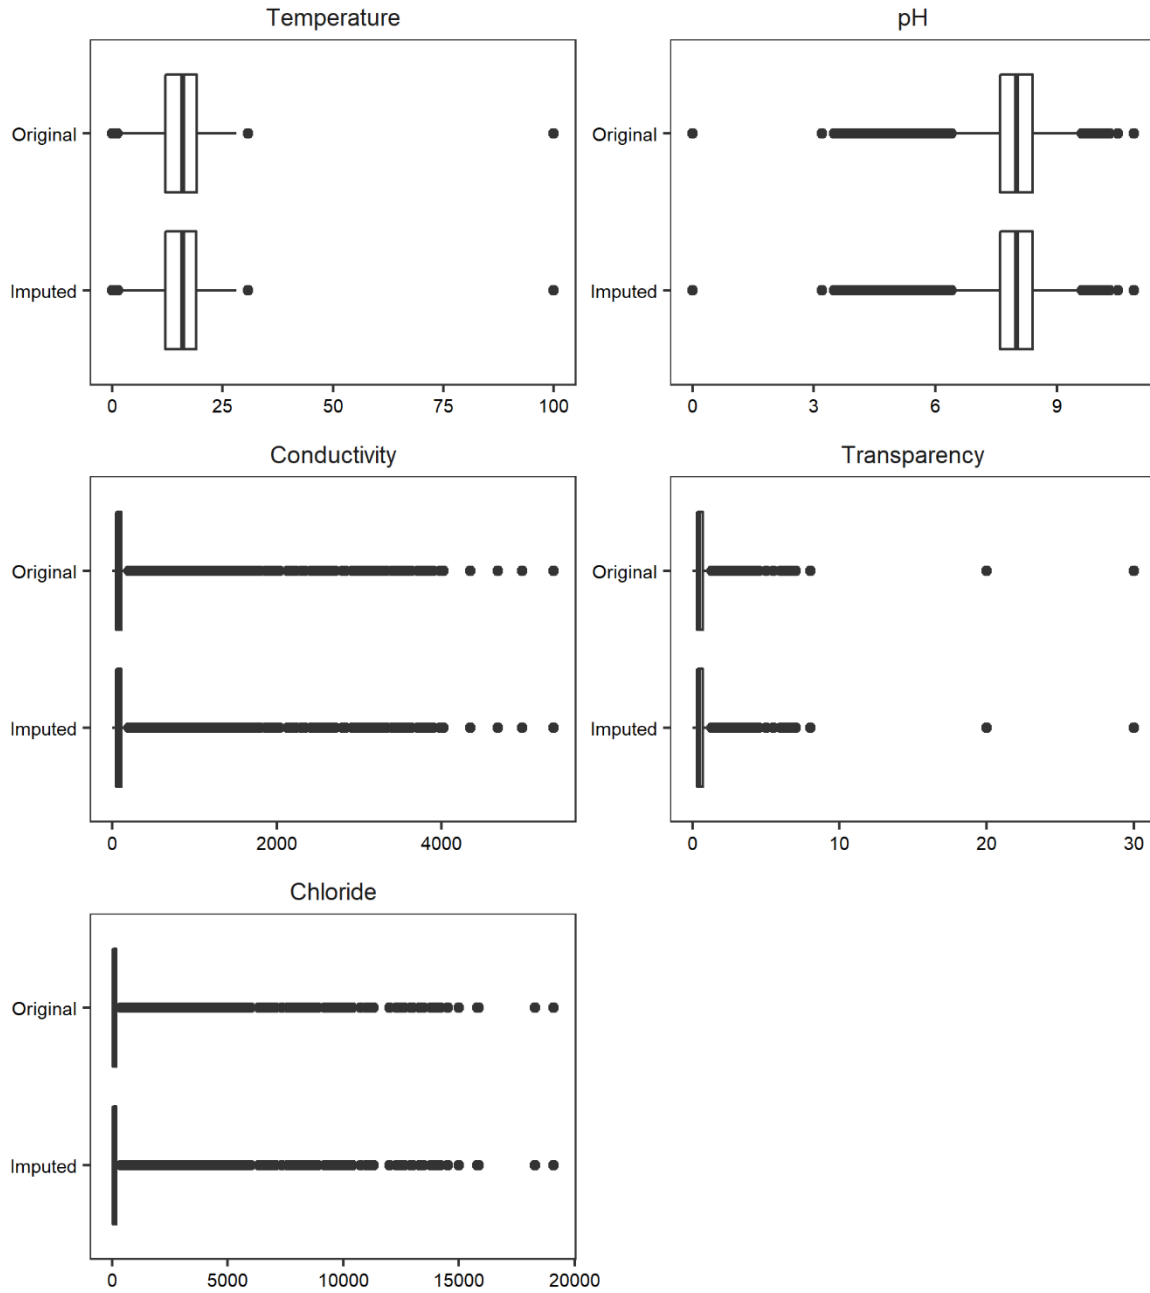 Temperature
Original
Imputed
0 25 50 75 100
pH
Original
Imputed
0 3 6 9
Conductivity
Original
Imputed
0 2000 4000
Transparency
Original
Imputed
0 10 20 30
Chloride
Original
Imputed
0 5000 10000 15000 20000